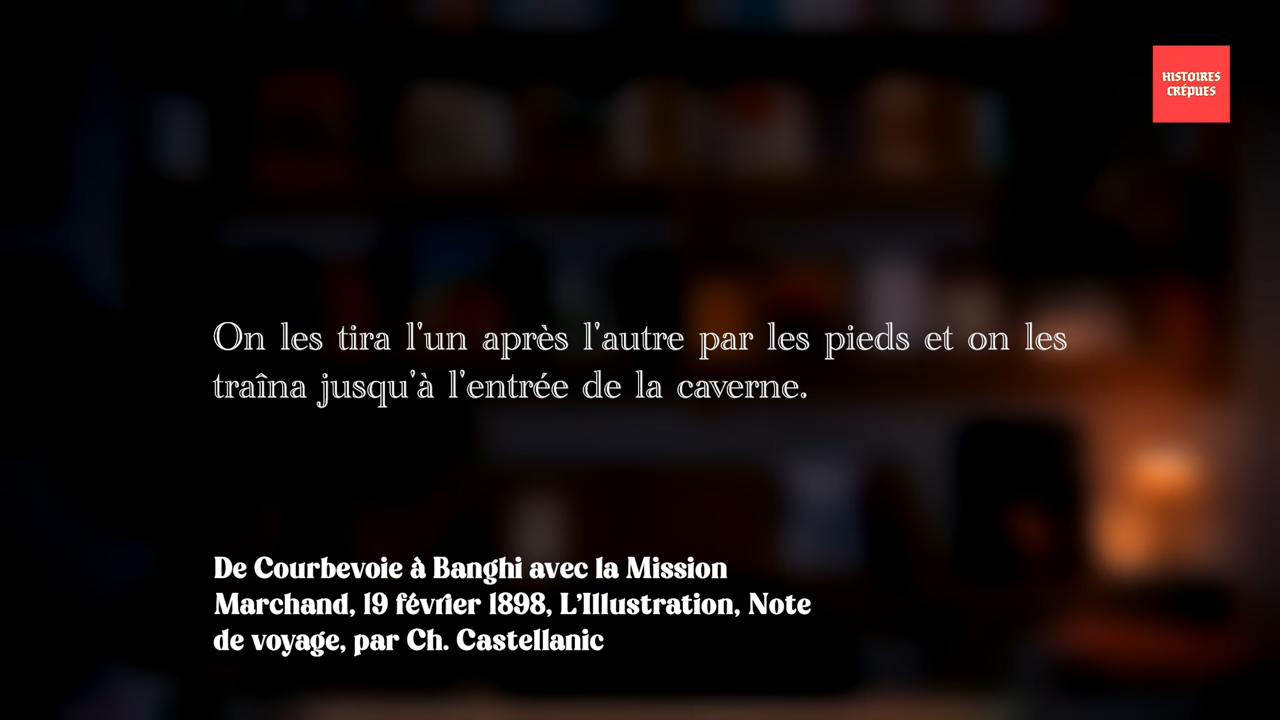 HISTOIRES
CRÉPUES
On les tira l'un après l'autre par les pieds et on les
traîna jusqu'à l'entrée de la caverne.
De Courbevoie à Banghi avec la Mission
Marchand, 19 février 1898, L’Illustration, Note
de voyage, par Ch. Castellanic